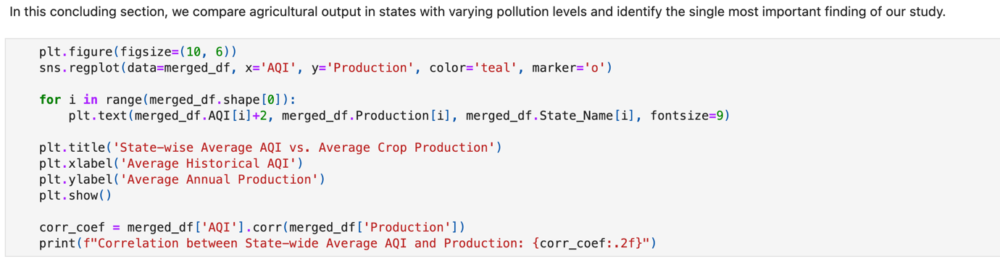 In this concluding section, we compare agricultural output in states with varying pollution levels and identify the single most important finding of our study.
plt.figure(figsize=(10, 6))
sns.regplot(data=merged_df, x='AQI', y='Production', color='teal', marker='o')
for i in range(merged_df.shape[0]):
    plt.text(merged_df.AQI[i]+2, merged_df.Production[i], merged_df.State_Name[i], fontsize=9)
plt.title('State-wise Average AQI vs. Average Crop Production')
plt.xlabel('Average Historical AQI')
plt.ylabel('Average Annual Production')
plt.show()
corr_coef = merged_df['AQI'].corr(merged_df['Production'])
print(f"Correlation between State-wide Average AQI and Production: {corr_coef:.2f}")